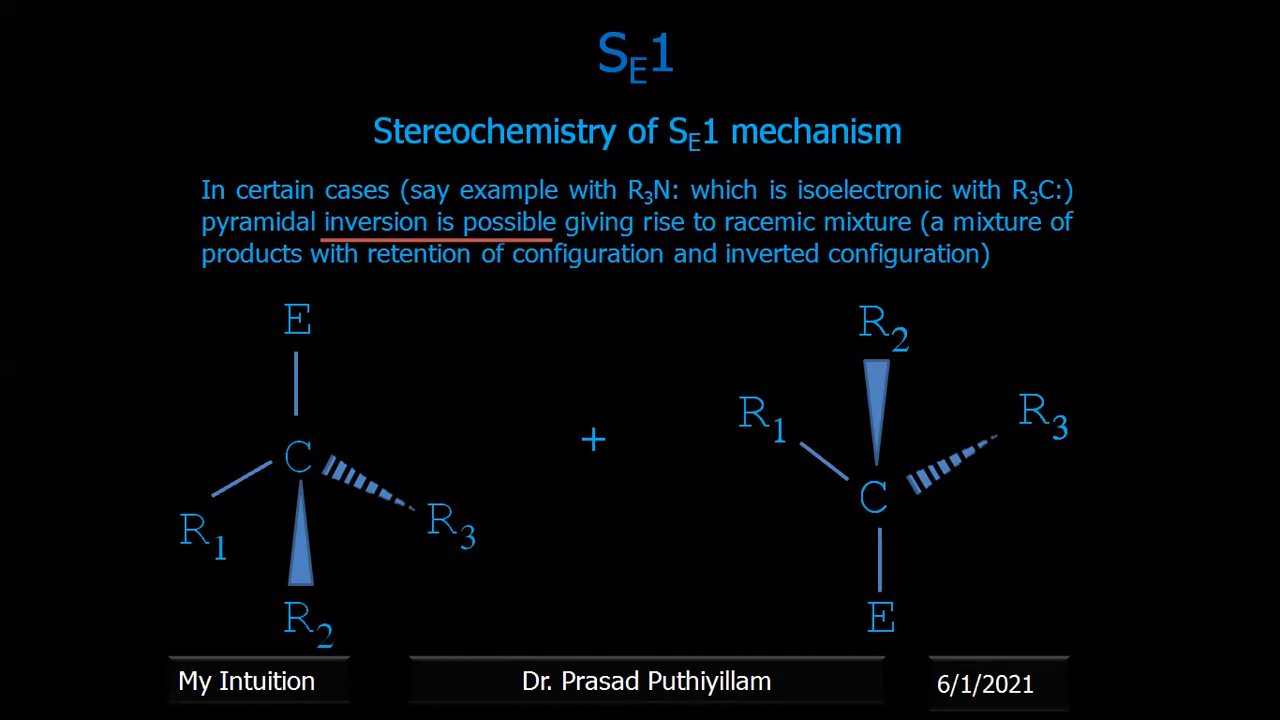 S_E1
Stereochemistry of S_E1 mechanism
In certain cases (say example with R₃N: which is isoelectronic with R₃C:)
pyramidal inversion is possible giving rise to racemic mixture (a mixture of
products with retention of configuration and inverted configuration)
E
C
R₁
R₃
R₂
+
R₂
R₁
R₃
C
E
My Intuition
Dr. Prasad Puthiyillam
6/1/2021